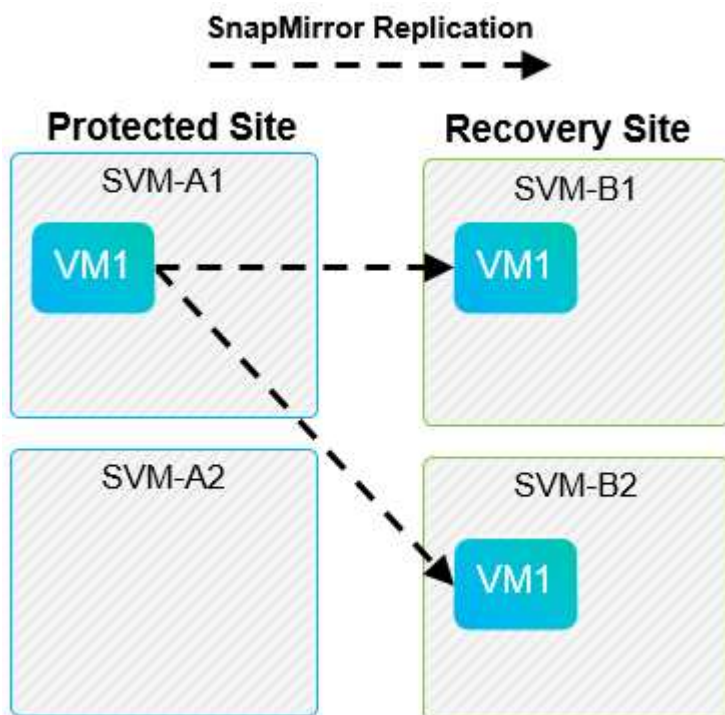 SnapMirror Replication
Protected Site
Recovery Site
SVM-A1
SVM-B1
VM1
VM1
SVM-A2
SVM-B2
VM1